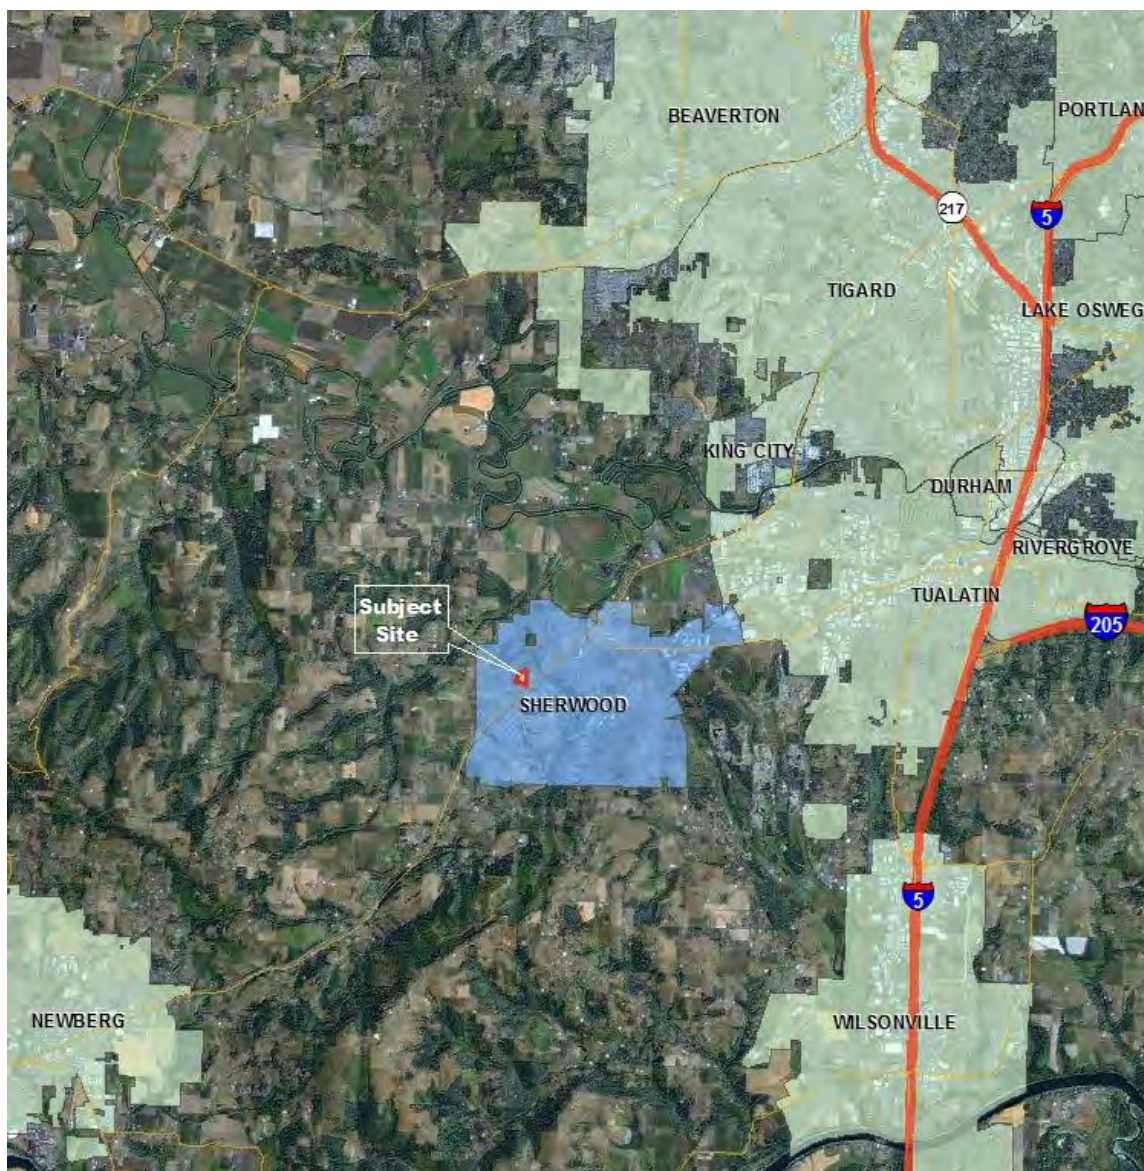 BEAVERTON
PORTLAN
217
5
TIGARD
LAKE OSWEG
KING CITY
DURHAM
RIVERGROVE
Subject
Site
TUALATIN
205
SHERWOOD
5
NEWBERG
WILSONVILLE